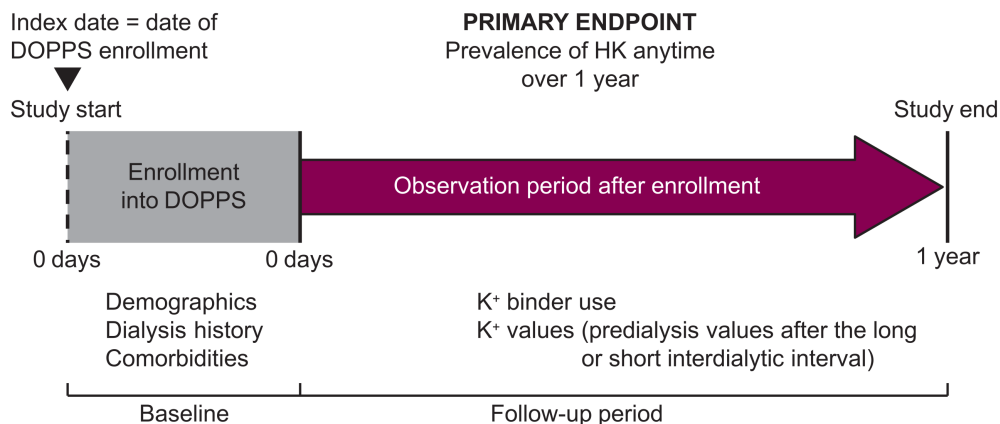 Index date = date of
DOPPS enrollment
Study start
PRIMARY ENDPOINT
Prevalence of HK anytime
over 1 year
Study end
Enrollment
into DOPPS
Observation period after enrollment
0 days
0 days
1 year
Demographics
Dialysis history
Comorbidities
K⁺ binder use
K⁺ values (predialysis values after the long
or short interdialytic interval)
Baseline
Follow-up period